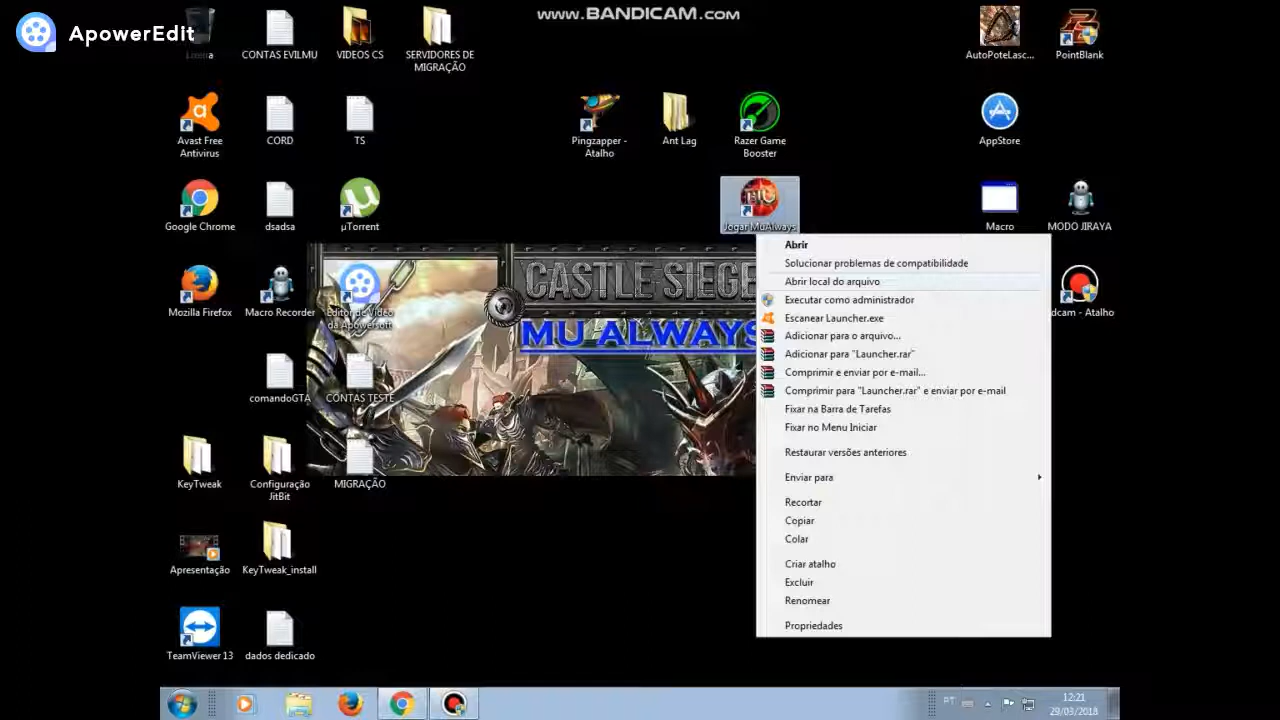 www.BANDICAM.com
ApowerEdit
Lixeira
CONTAS EVILMU
VIDEOS CS
SERVIDORES DE
MIGRAÇÃO
AutoPoteLasc...
PointBlank
Avast Free
Antivirus
CORD
TS
Pingzapper -
Atalho
Ant Lag
Razer Game
Booster
AppStore
Google Chrome
dsadsa
µTorrent
Jogar MuAlways
Macro
MODO JIRAYA
Mozilla Firefox
Macro Recorder
Editor de Vídeo
da Apowersoft
dcam - Atalho
CASTLE SIEGE
MU ALWAYS
comandoGTA
CONTAS TESTE
KeyTweak
Configuração
JitBit
MIGRAÇÃO
Apresentação
KeyTweak_install
TeamViewer 13
dados dedicado
Abrir
Solucionar problemas de compatibilidade
Abrir local do arquivo
Executar como administrador
Escanear Launcher.exe
Adicionar para o arquivo...
Adicionar para "Launcher.rar"
Comprimir e enviar por e-mail...
Comprimir para "Launcher.rar" e enviar por e-mail
Fixar na Barra de Tarefas
Fixar no Menu Iniciar
Restaurar versões anteriores
Enviar para
Recortar
Copiar
Colar
Criar atalho
Excluir
Renomear
Propriedades
PT
12:21
29/03/2018